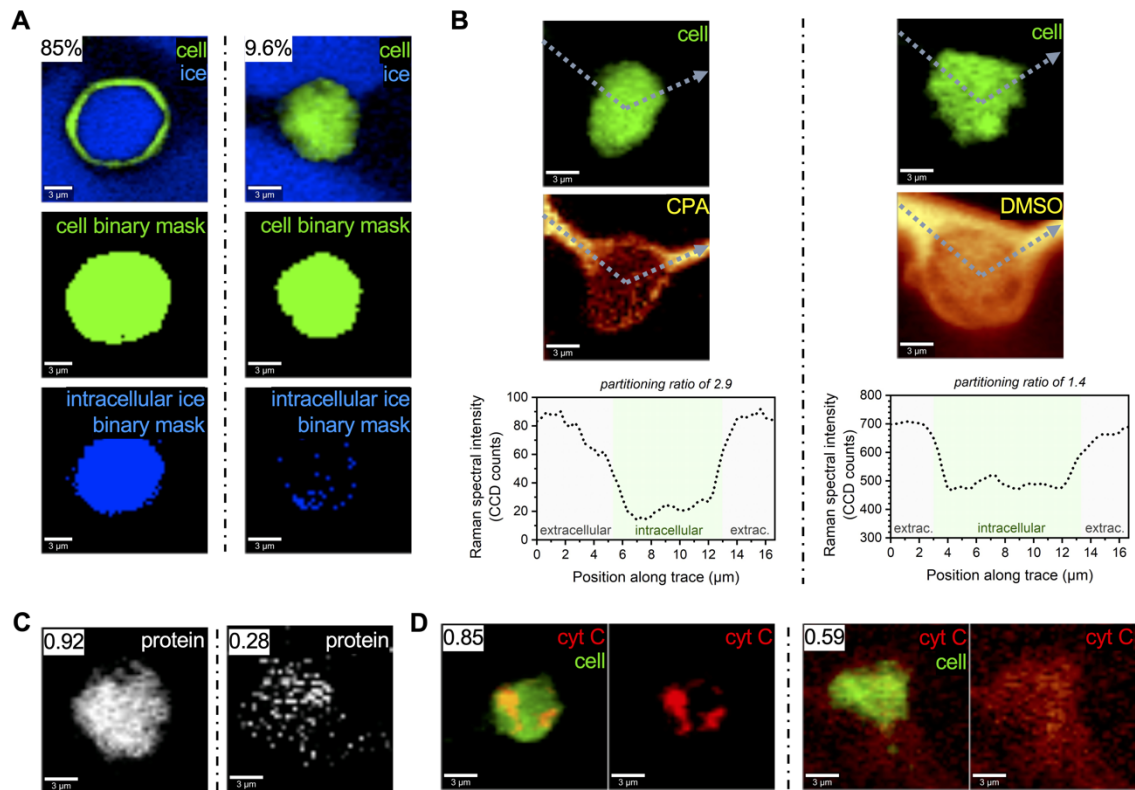 A
85%
cell
ice
9.6%
cell
ice
3 µm
3 µm
cell binary mask
cell binary mask
3 µm
3 µm
intracellular ice
binary mask
intracellular ice
binary mask
3 µm
3 µm
B
cell
cell
3 µm
3 µm
CPA
DMSO
3 µm
3 µm
partitioning ratio of 2.9
100
80
60
40
20
0
Raman spectral intensity
(CCD counts)
extracellular
intracellular
extrac.
0 2 4 6 8 10 12 14 16
Position along trace (µm)
partitioning ratio of 1.4
800
700
600
500
400
300
Raman spectral intensity
(CCD counts)
extrac.
intracellular
extrac.
0 2 4 6 8 10 12 14 16
Position along trace (µm)
C
0.92
protein
3 µm
0.28
protein
3 µm
D
0.85
cyt C
cell
3 µm
cyt C
3 µm
0.59
cyt C
cell
3 µm
cyt C
3 µm